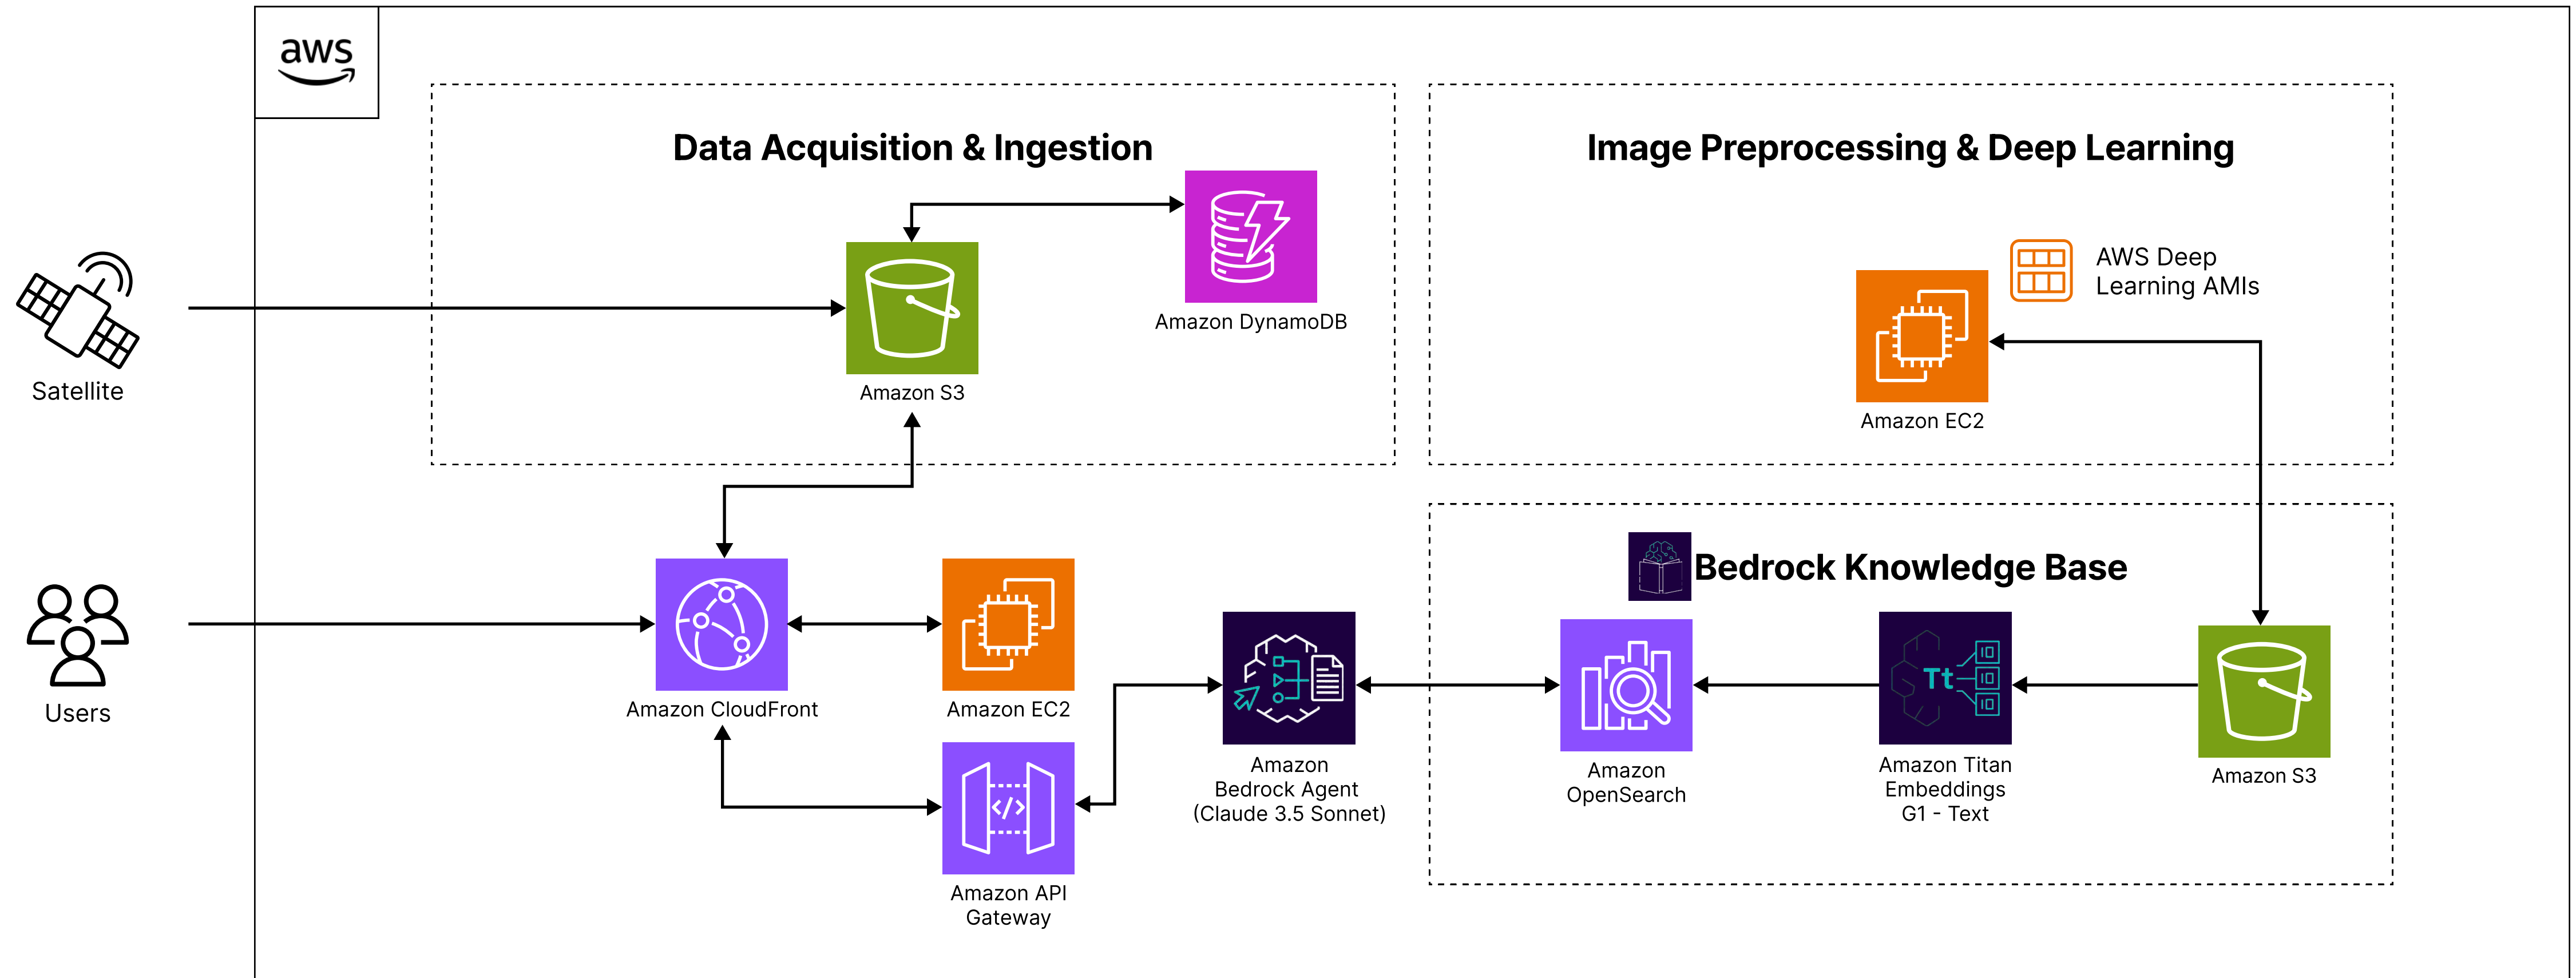 aws
Data Acquisition & Ingestion
Image Preprocessing & Deep Learning
Amazon DynamoDB
AWS Deep
Learning AMIs
Satellite
Amazon S3
Amazon EC2
Bedrock Knowledge Base
Tt
Users
Amazon CloudFront
Amazon EC2
Amazon
Bedrock Agent
(Claude 3.5 Sonnet)
Amazon
OpenSearch
Amazon Titan
Embeddings
G1 - Text
Amazon S3
</>
Amazon API
Gateway